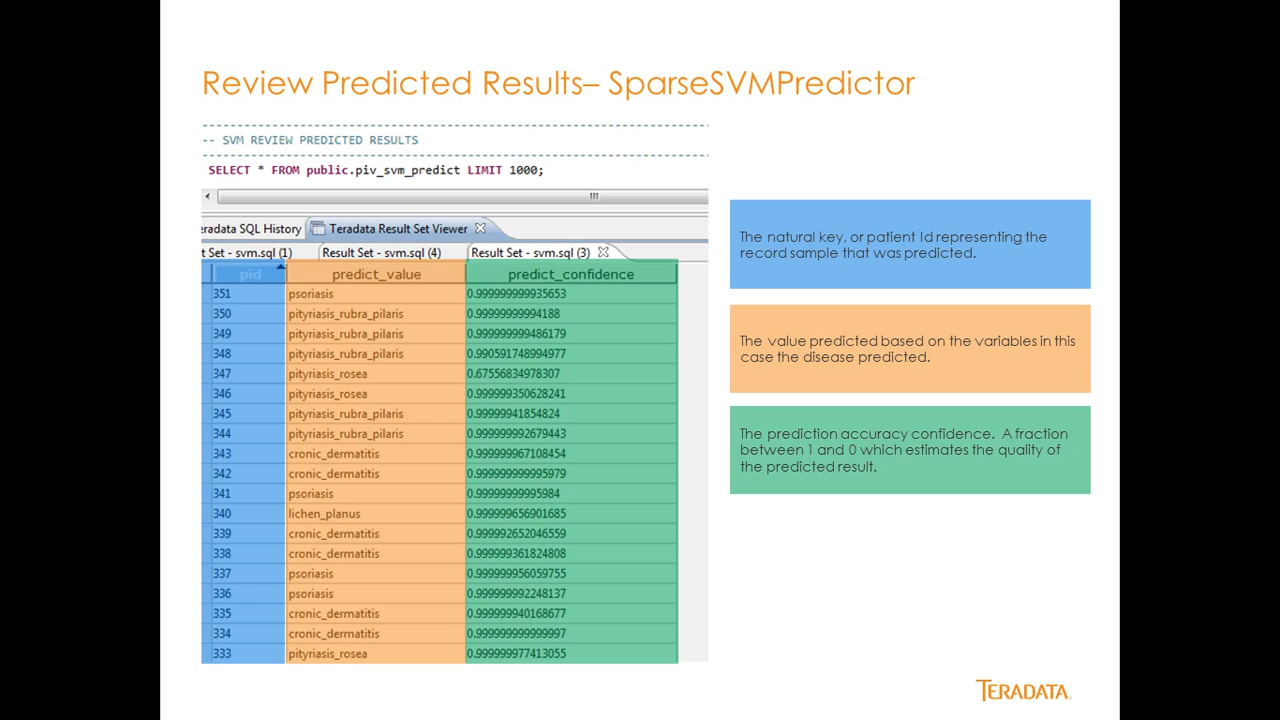 Review Predicted Results– SparseSVMPredictor
-- SVM REVIEW PREDICTED RESULTS
SELECT * FROM public.piv_svm_predict LIMIT 1000;
eradata SQL History Teradata Result Set Viewer
t Set - svm.sql (1) Result Set - svm.sql (4) Result Set - svm.sql (3)
pid predict_value predict_confidence
351 psoriasis 0.999999999935653
350 pityriasis_rubra_pilaris 0.99999999994188
349 pityriasis_rubra_pilaris 0.999999999486179
348 pityriasis_rubra_pilaris 0.990591748994977
347 pityriasis_rosea 0.67556834978307
346 pityriasis_rosea 0.999999350628241
345 pityriasis_rubra_pilaris 0.99999941854824
344 pityriasis_rubra_pilaris 0.999999992679443
343 cronic_dermatitis 0.999999967108454
342 cronic_dermatitis 0.999999999995979
341 psoriasis 0.99999999995984
340 lichen_planus 0.999999656901685
339 cronic_dermatitis 0.999992652046559
338 cronic_dermatitis 0.999999361824808
337 psoriasis 0.999999956059755
336 psoriasis 0.999999992248137
335 cronic_dermatitis 0.999999940168677
334 cronic_dermatitis 0.999999999999997
333 pityriasis_rosea 0.999999977413055
The natural key, or patient Id representing the
record sample that was predicted.
The value predicted based on the variables in this
case the disease predicted.
The prediction accuracy confidence. A fraction
between 1 and 0 which estimates the quality of
the predicted result.
TERADATA.